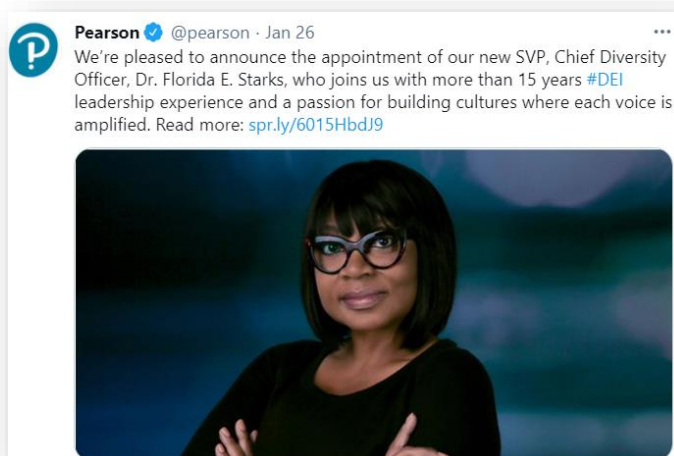 Pearson @pearson · Jan 26
We're pleased to announce the appointment of our new SVP, Chief Diversity
Officer, Dr. Florida E. Starks, who joins us with more than 15 years #DEI
leadership experience and a passion for building cultures where each voice is
amplified. Read more: spr.ly/6015HbdJ9